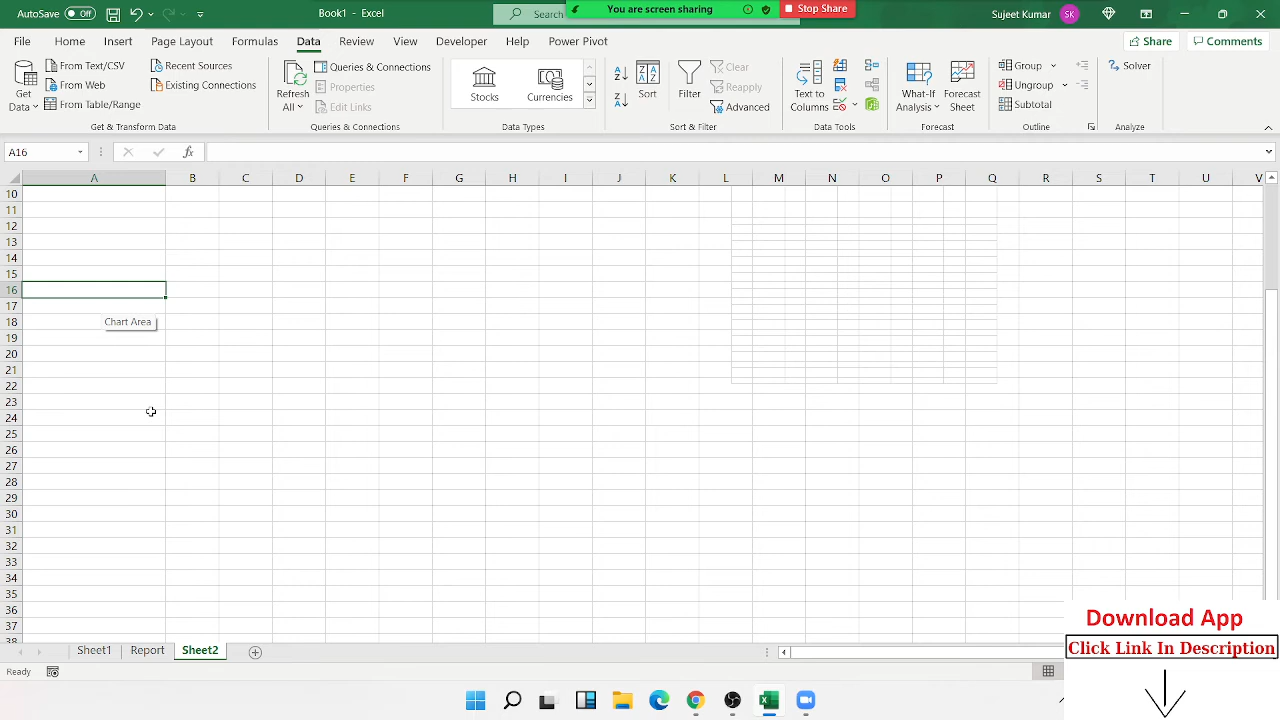 AutoSave Off Book1 - Excel Search You are screen sharing Stop Share Sujeet Kumar SK
File Home Insert Page Layout Formulas Data Review View Developer Help Power Pivot Share Comments
Get Data From Text/CSV From Web From Table/Range Recent Sources Existing Connections
Refresh All Queries & Connections Properties Edit Links
Stocks Currencies
Sort Filter Clear Reapply Advanced
Text to Columns
What-If Analysis Forecast Sheet
Group Ungroup Subtotal
Solver
Get & Transform Data Queries & Connections Data Types Sort & Filter Data Tools Forecast Outline Analyze
A16 fx
A B C D E F G H I J K L M N O P Q R S T U V
10
11
12
13
14
15
16
17
18 Chart Area
19
20
21
22
23
24
25
26
27
28
29
30
31
32
33
34
35
36
37
38
Download App
Click Link In Description
Sheet1 Report Sheet2
Ready